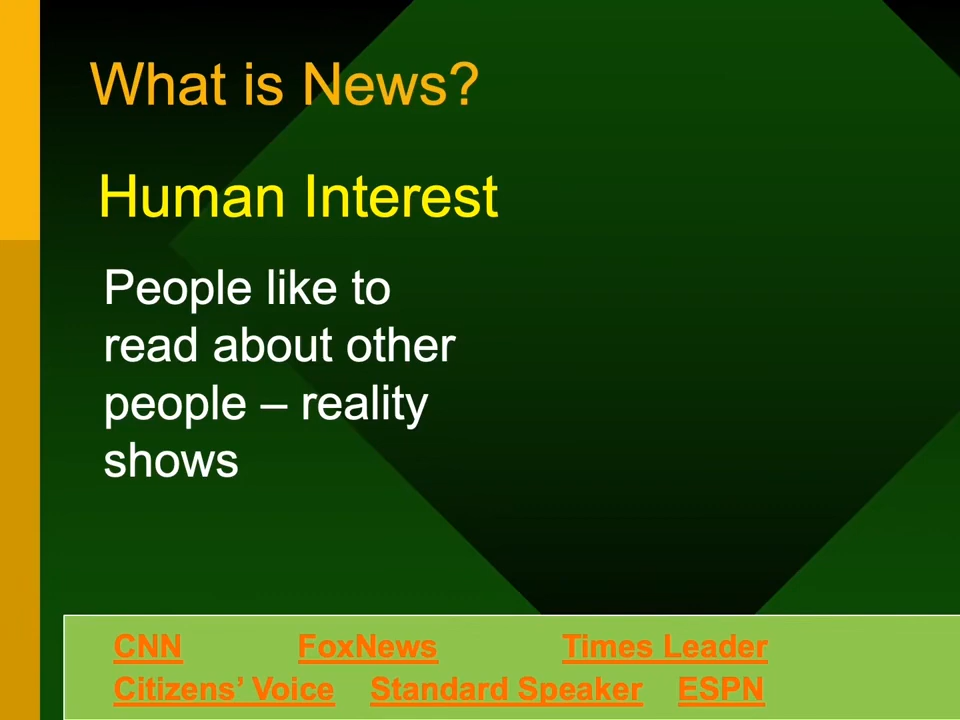 What is News?
Human Interest
People like to
read about other
people – reality
shows
CNN FoxNews Times Leader
Citizens’ Voice Standard Speaker ESPN